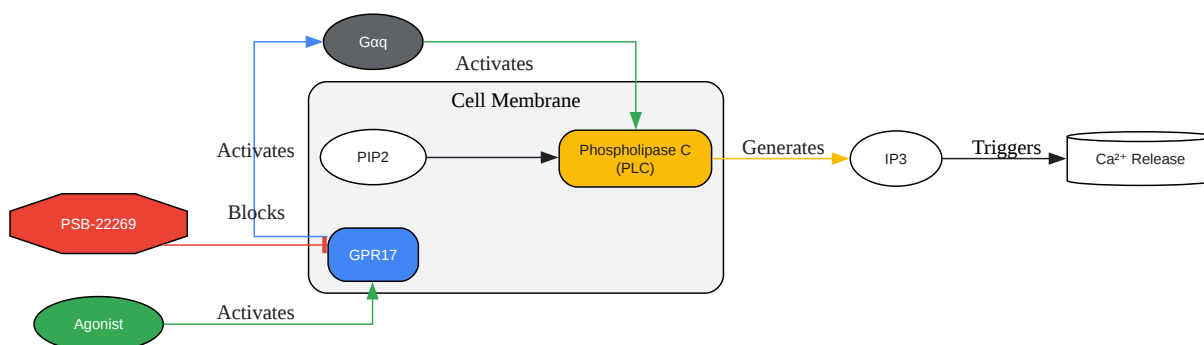 Gαq
Activates
Cell Membrane
Activates
PIP2
Phospholipase C
(PLC)
Generates
IP3
Triggers
Ca²⁺ Release
Blocks
PSB-22269
GPR17
Activates
Agonist